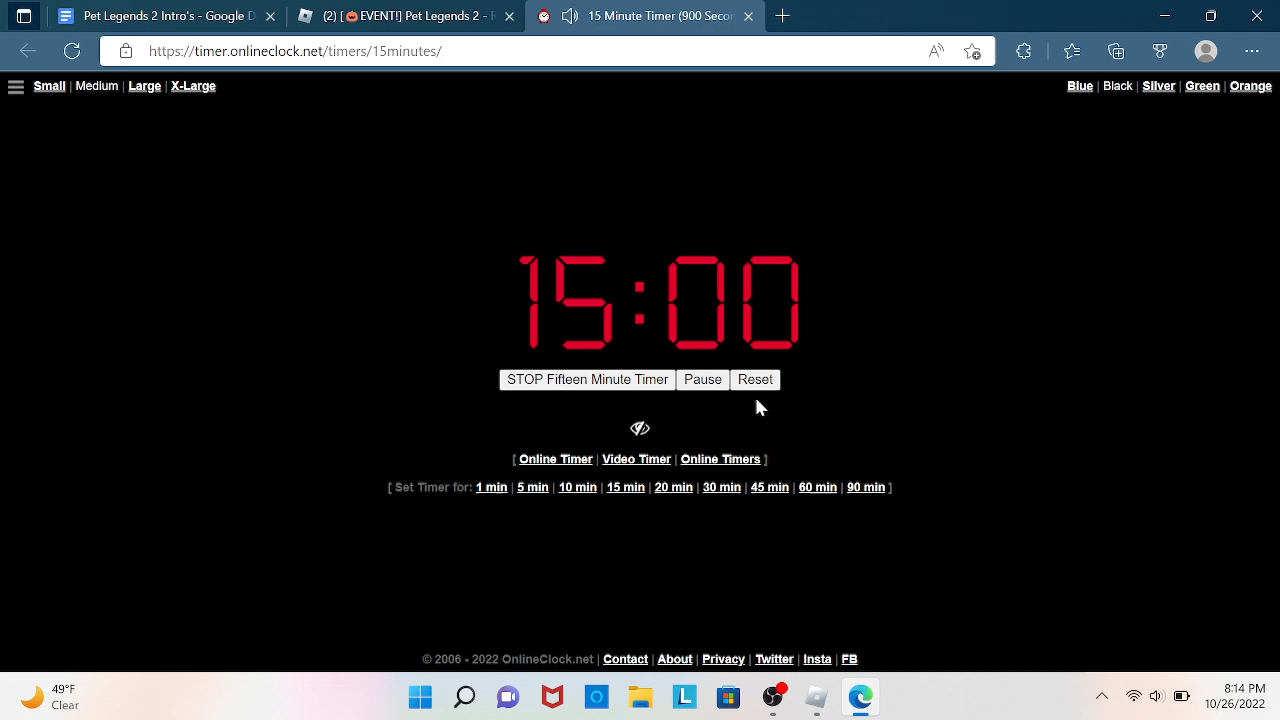 Pet Legends 2 Intro's - Google D
(2) [🎃EVENT!] Pet Legends 2 - R
15 Minute Timer (900 Secon
https://timer.onlineclock.net/timers/15minutes/
Small | Medium | Large | X-Large
Blue | Black | Silver | Green | Orange
15:00
STOP Fifteen Minute Timer Pause Reset
[ Online Timer | Video Timer | Online Timers ]
[ Set Timer for: 1 min | 5 min | 10 min | 15 min | 20 min | 30 min | 45 min | 60 min | 90 min ]
© 2006 - 2022 OnlineClock.net | Contact | About | Privacy | Twitter | Insta | FB
49°F
Clear
8:14 PM
10/26/2022